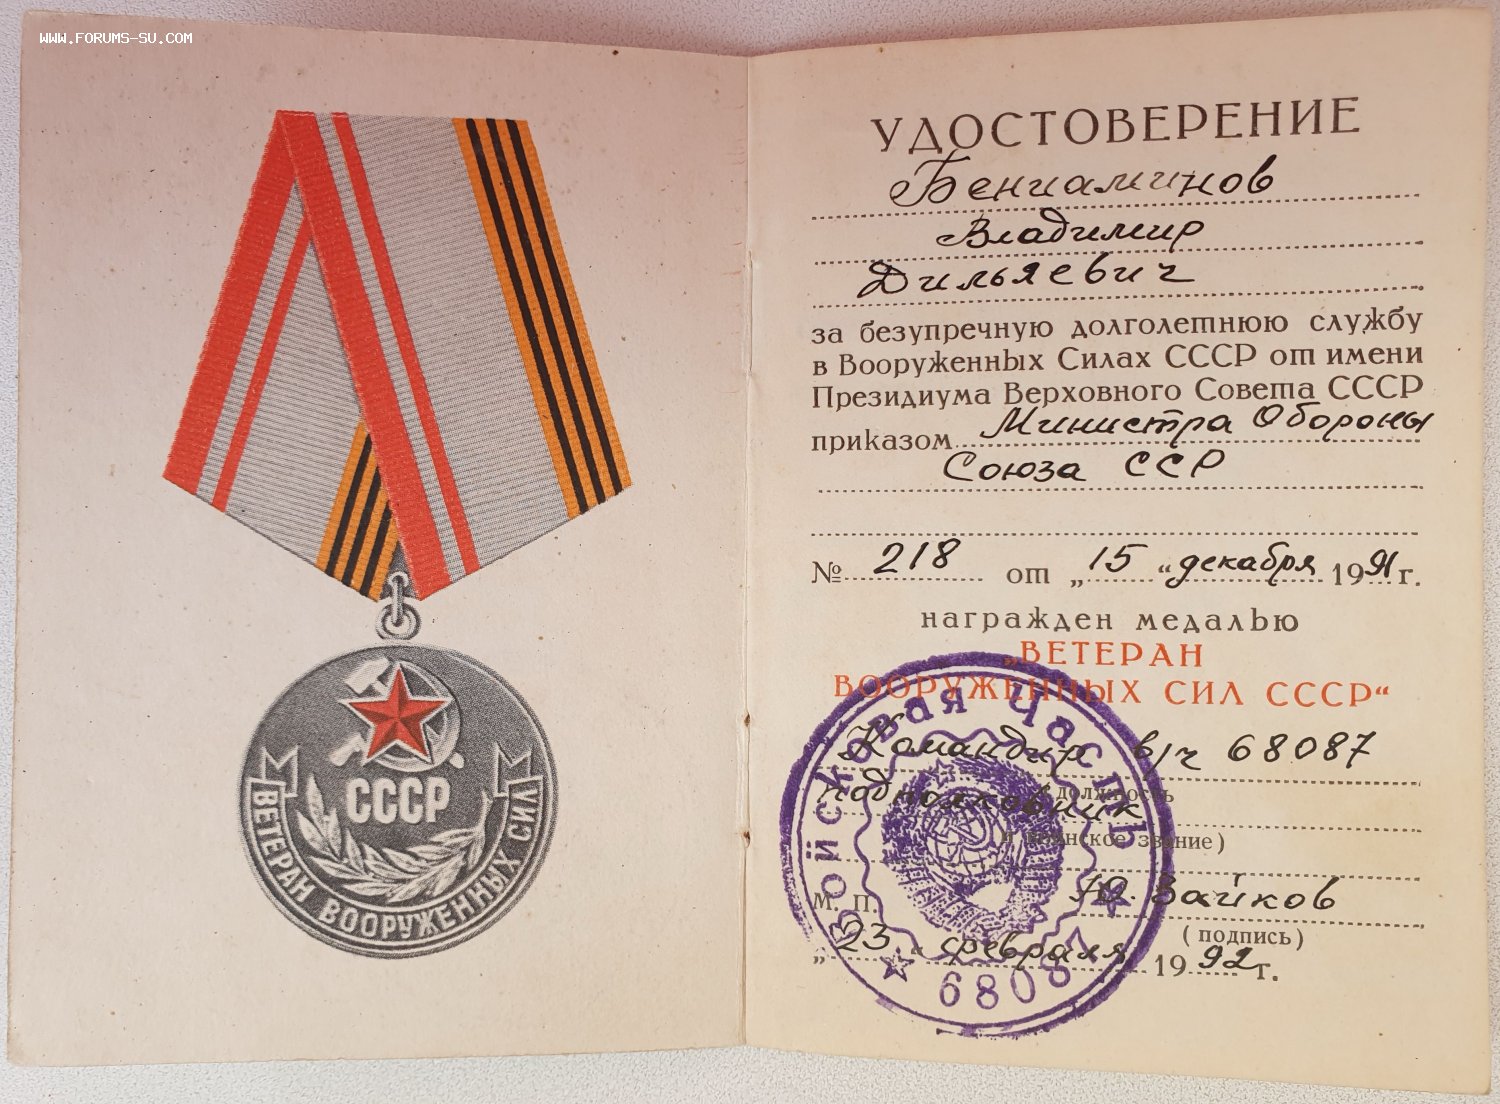 www.forums-su.com
СССР
ВЕТЕРАН ВООРУЖЕННЫХ СИЛ
УДОСТОВЕРЕНИЕ
Бениаминов
Владимир
Дильяевич
за безупречную долголетнюю службу
в Вооруженных Силах СССР от имени
Президиума Верховного Совета СССР
приказом Министра Обороны
Союза ССР
№ 218 от „15“ декабря 1991 г.
награжден медалью
„ВЕТЕРАН
ВООРУЖЕННЫХ СИЛ СССР“
Командир в/ч 68087
(должность
подполковник
и воинское звание)
М. П. Ю Зайков
(подпись)
„23“ февраля 1992 г.
Войсковая Часть
68087